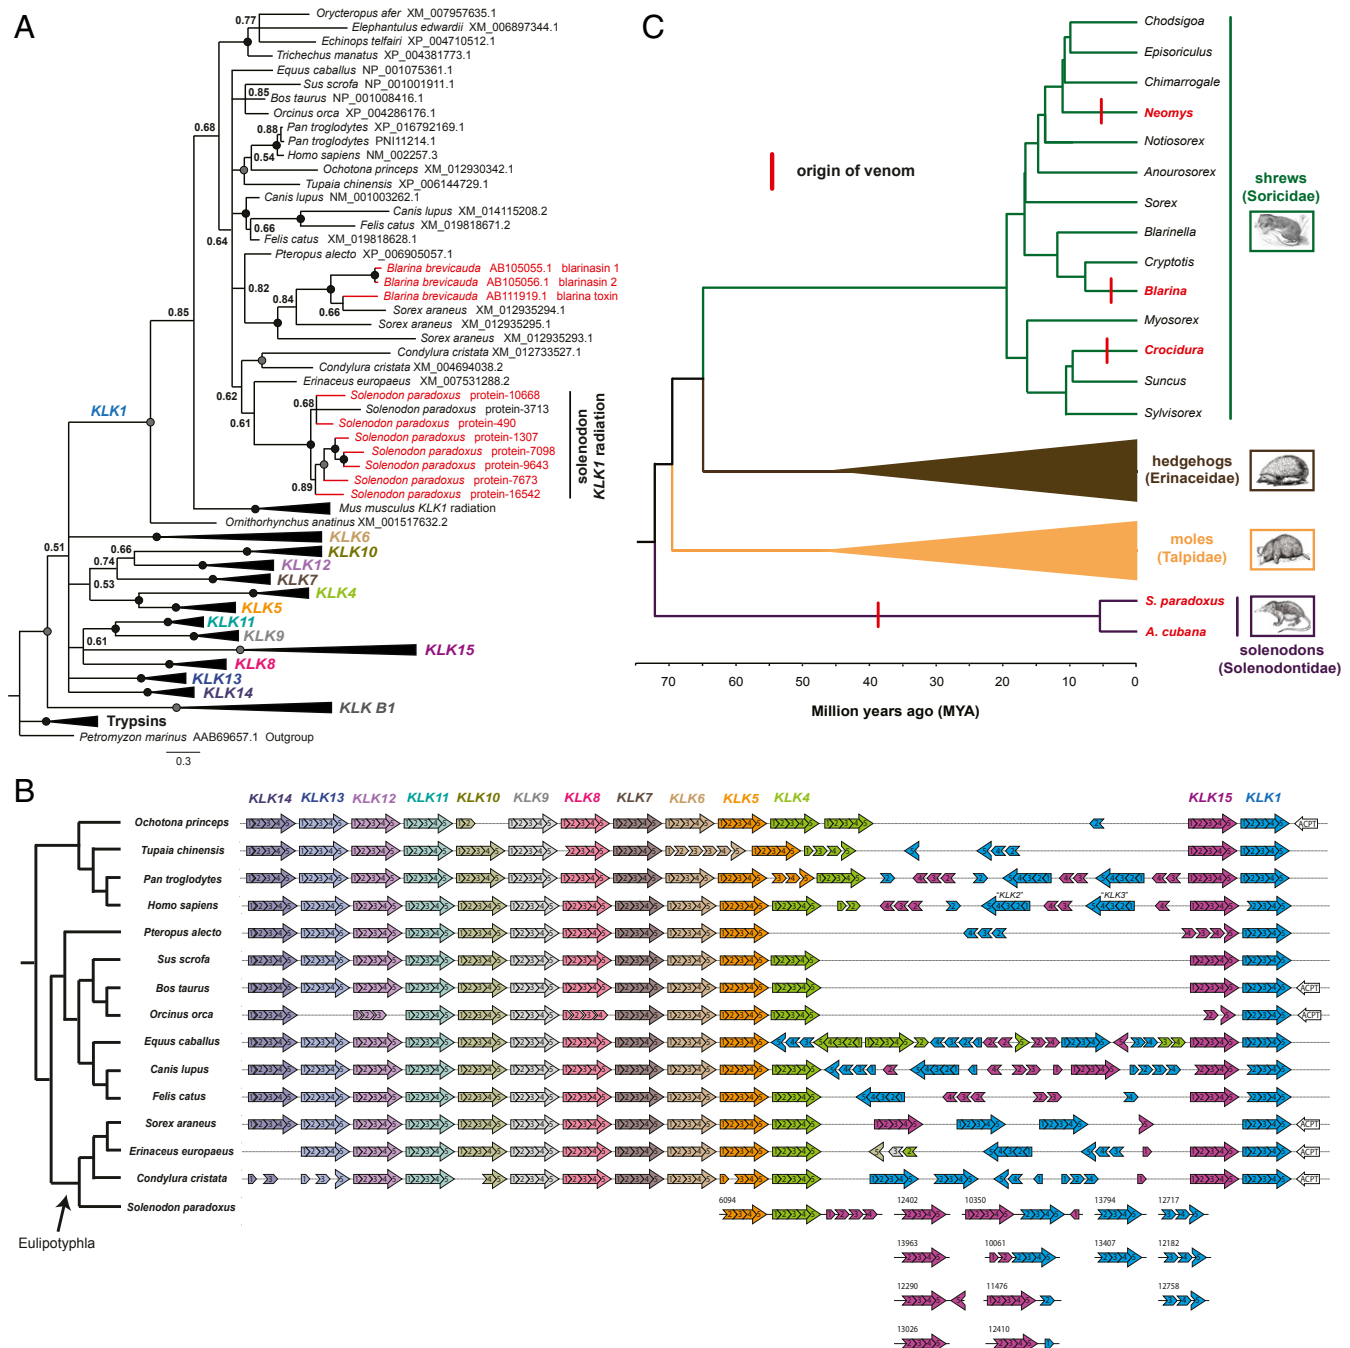 A
Orycteropus afer XM_007957635.1
Elephantulus edwardii XM_006897344.1
Echinops telfairi XP_004710512.1
Trichechus manatus XP_004381773.1
Equus caballus NP_001075361.1
Sus scrofa NP_001001911.1
Bos taurus NP_001008416.1
Orcinus orca XP_004286176.1
Pan troglodytes XP_016792169.1
Pan troglodytes PNI11214.1
Homo sapiens NM_002257.3
Ochotona princeps XM_012930342.1
Tupaia chinensis XP_006144729.1
Canis lupus NM_001003262.1
Canis lupus XM_014115208.2
Felis catus XM_019818671.2
Felis catus XM_019818628.1
Pteropus alecto XP_006905057.1
Blarina brevicauda AB105055.1 blarinasin 1
Blarina brevicauda AB105056.1 blarinasin 2
Blarina brevicauda AB111919.1 blarina toxin
Sorex araneus XM_012935294.1
Sorex araneus XM_012935295.1
Sorex araneus XM_012935293.1
Condylura cristata XM_012733527.1
Condylura cristata XM_004694038.2
Erinaceus europaeus XM_007531288.2
Solenodon paradoxus protein-10668
Solenodon paradoxus protein-3713
Solenodon paradoxus protein-490
Solenodon paradoxus protein-1307
Solenodon paradoxus protein-7098
Solenodon paradoxus protein-9643
Solenodon paradoxus protein-7673
Solenodon paradoxus protein-16542
solenodon
KLK1 radiation
Mus musculus KLK1 radiation
Ornithorhynchus anatinus XM_001517632.2
KLK1
KLK6
KLK10
KLK12
KLK7
KLK4
KLK5
KLK11
KLK9
KLK15
KLK8
KLK13
KLK14
KLK B1
Trypsins
Petromyzon marinus AAB69657.1 Outgroup
0.77
0.85
0.88
0.54
0.68
0.66
0.64
0.82
0.84
0.66
0.85
0.62
0.61
0.68
0.89
0.51
0.66
0.74
0.53
0.61
0.3
C
origin of venom
Chodsigoa
Episoriculus
Chimarrogale
Neomys
Notiosorex
Anourosorex
Sorex
Blarinella
Cryptotis
Blarina
Myosorex
Crocidura
Suncus
Sylvisorex
shrews
(Soricidae)
hedgehogs
(Erinaceidae)
moles
(Talpidae)
S. paradoxus
A. cubana
solenodons
(Solenodontidae)
70 60 50 40 30 20 10 0
Million years ago (MYA)
B
KLK14 KLK13 KLK12 KLK11 KLK10 KLK9 KLK8 KLK7 KLK6 KLK5 KLK4 KLK15 KLK1
Ochotona princeps
ACPT
Tupaia chinensis
Pan troglodytes
Homo sapiens
"KLK2" "KLK3"
Pteropus alecto
Sus scrofa
Bos taurus
ACPT
Orcinus orca
ACPT
Equus caballus
Canis lupus
Felis catus
Sorex araneus
ACPT
Erinaceus europaeus
ACPT
Condylura cristata
ACPT
Solenodon paradoxus
Eulipotyphla
6094 12402 10350 13794 12717
13963 10061 13407 12182
12290 11476 12758
13026 12410